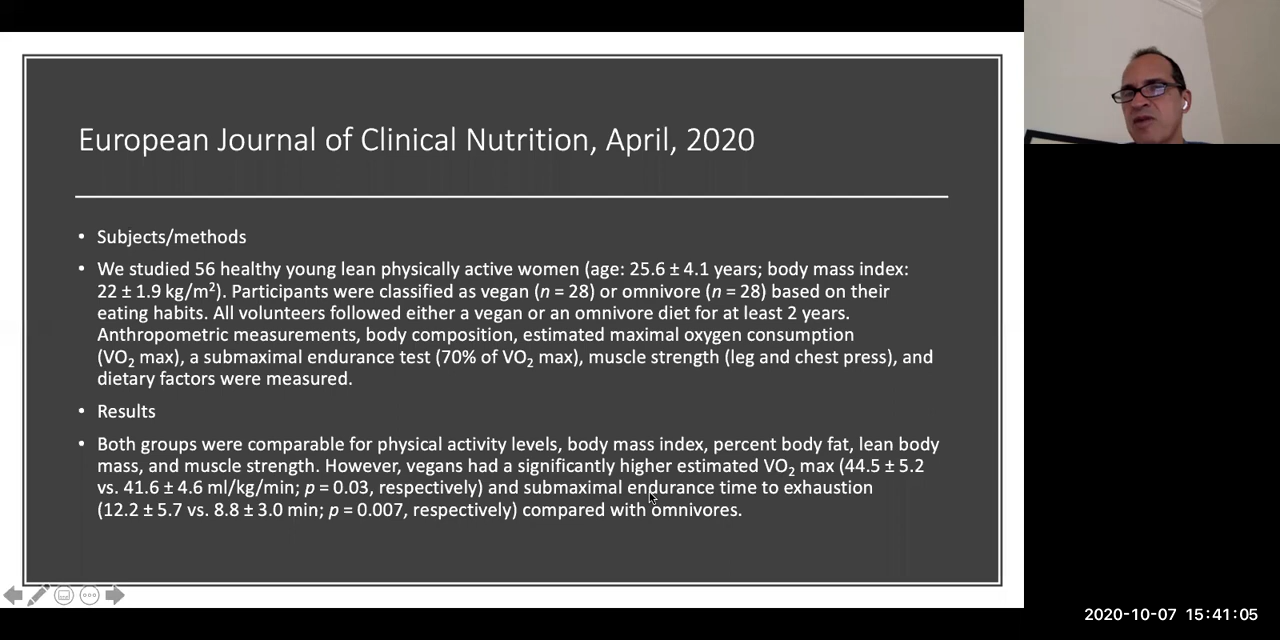 European Journal of Clinical Nutrition, April, 2020
• Subjects/methods
• We studied 56 healthy young lean physically active women (age: 25.6 ± 4.1 years; body mass index:
22 ± 1.9 kg/m²). Participants were classified as vegan (n = 28) or omnivore (n = 28) based on their
eating habits. All volunteers followed either a vegan or an omnivore diet for at least 2 years.
Anthropometric measurements, body composition, estimated maximal oxygen consumption
(VO₂ max), a submaximal endurance test (70% of VO₂ max), muscle strength (leg and chest press), and
dietary factors were measured.
• Results
• Both groups were comparable for physical activity levels, body mass index, percent body fat, lean body
mass, and muscle strength. However, vegans had a significantly higher estimated VO₂ max (44.5 ± 5.2
vs. 41.6 ± 4.6 ml/kg/min; p = 0.03, respectively) and submaximal endurance time to exhaustion
(12.2 ± 5.7 vs. 8.8 ± 3.0 min; p = 0.007, respectively) compared with omnivores.
2020-10-07 15:41:05